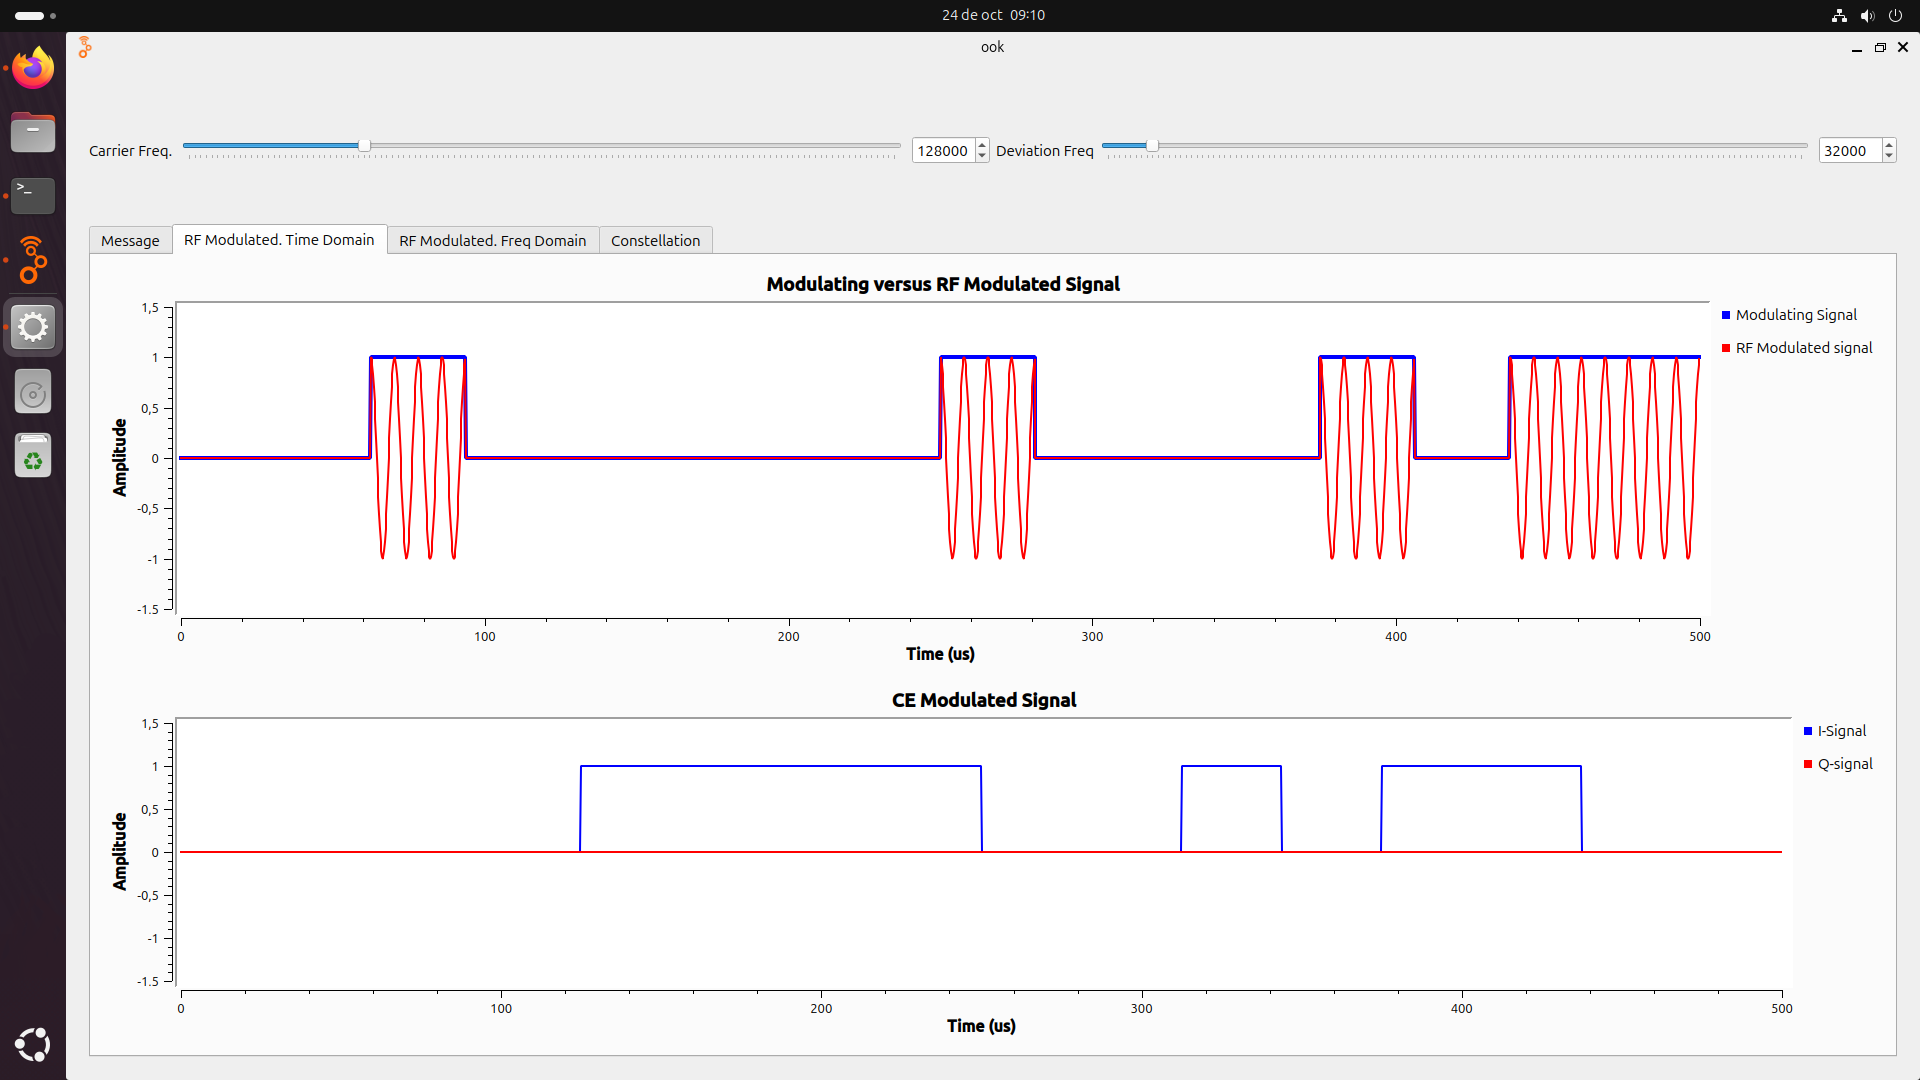 24 de oct 09:10
ook
Carrier Freq. 128000 Deviation Freq 32000
Message RF Modulated. Time Domain RF Modulated. Freq Domain Constellation
Modulating versus RF Modulated Signal
1,5
1
0,5
0
-0,5
-1
-1.5
Amplitude
0 100 200 300 400 500
Time (us)
Modulating Signal
RF Modulated signal
CE Modulated Signal
1,5
1
0,5
0
-0,5
-1
-1.5
Amplitude
0 100 200 300 400 500
Time (us)
I-Signal
Q-signal